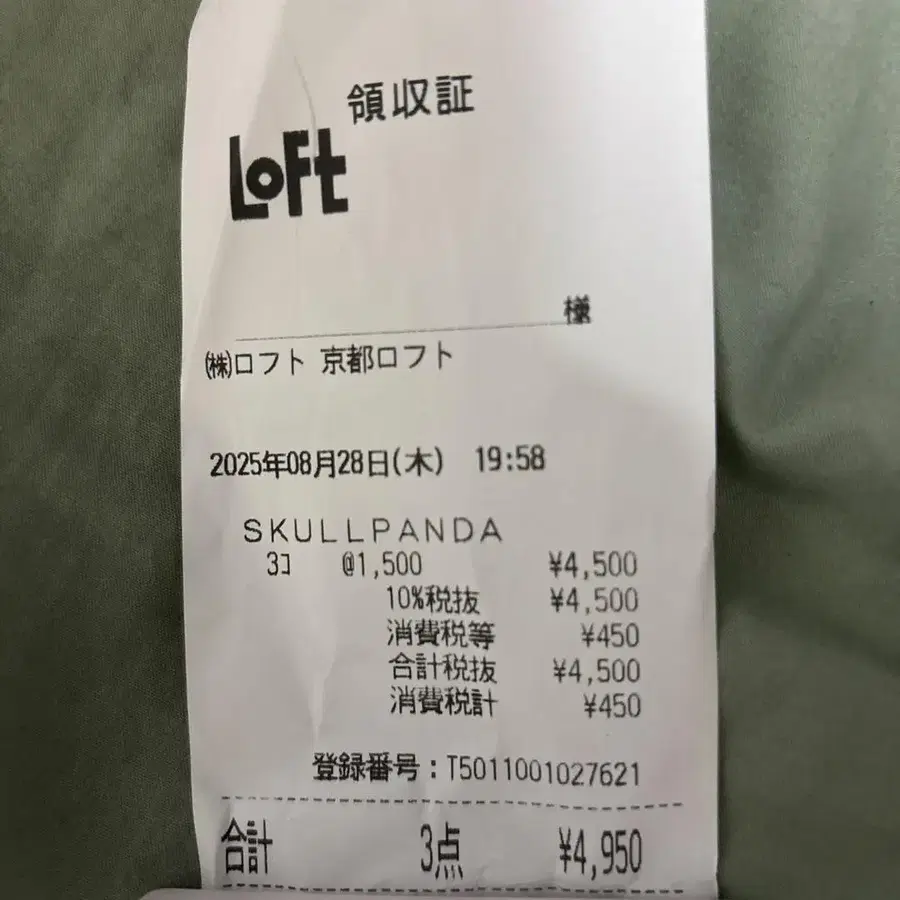 領収証
LOFt
様
㈱ロフト 京都ロフト
2025年08月28日(木) 19:58
SKULLPANDA
3コ @1,500 ¥4,500
10%税抜 ¥4,500
消費税等 ¥450
合計税抜 ¥4,500
消費税計 ¥450
登録番号:T5011001027621
合計 3点 ¥4,950